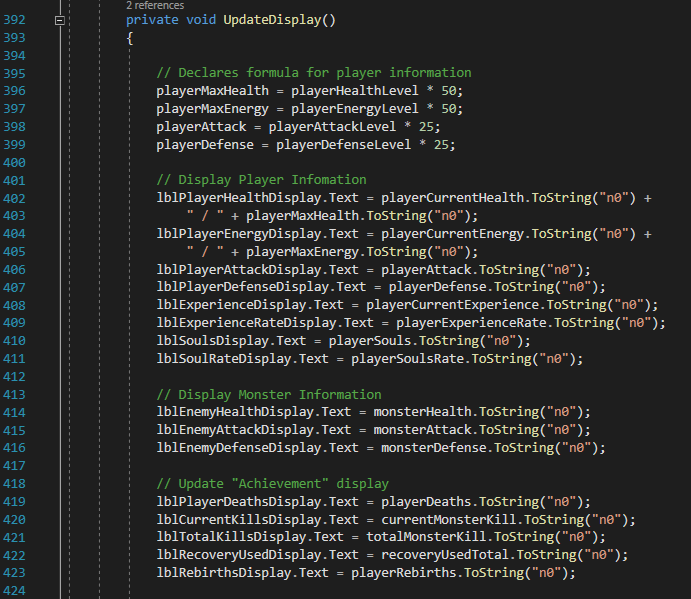 2 references
392 private void UpdateDisplay()
393 {
394
395 // Declares formula for player information
396 playerMaxHealth = playerHealthLevel * 50;
397 playerMaxEnergy = playerEnergyLevel * 50;
398 playerAttack = playerAttackLevel * 25;
399 playerDefense = playerDefenseLevel * 25;
400
401 // Display Player Infomation
402 lblPlayerHealthDisplay.Text = playerCurrentHealth.ToString("n0") +
403 " / " + playerMaxHealth.ToString("n0");
404 lblPlayerEnergyDisplay.Text = playerCurrentEnergy.ToString("n0") +
405 " / " + playerMaxEnergy.ToString("n0");
406 lblPlayerAttackDisplay.Text = playerAttack.ToString("n0");
407 lblPlayerDefenseDisplay.Text = playerDefense.ToString("n0");
408 lblExperienceDisplay.Text = playerCurrentExperience.ToString("n0");
409 lblExperienceRateDisplay.Text = playerExperienceRate.ToString("n0");
410 lblSoulsDisplay.Text = playerSouls.ToString("n0");
411 lblSoulRateDisplay.Text = playerSoulsRate.ToString("n0");
412
413 // Display Monster Information
414 lblEnemyHealthDisplay.Text = monsterHealth.ToString("n0");
415 lblEnemyAttackDisplay.Text = monsterAttack.ToString("n0");
416 lblEnemyDefenseDisplay.Text = monsterDefense.ToString("n0");
417
418 // Update "Achievement" display
419 lblPlayerDeathsDisplay.Text = playerDeaths.ToString("n0");
420 lblCurrentKillsDisplay.Text = currentMonsterKill.ToString("n0");
421 lblTotalKillsDisplay.Text = totalMonsterKill.ToString("n0");
422 lblRecoveryUsedDisplay.Text = recoveryUsedTotal.ToString("n0");
423 lblRebirthsDisplay.Text = playerRebirths.ToString("n0");
424